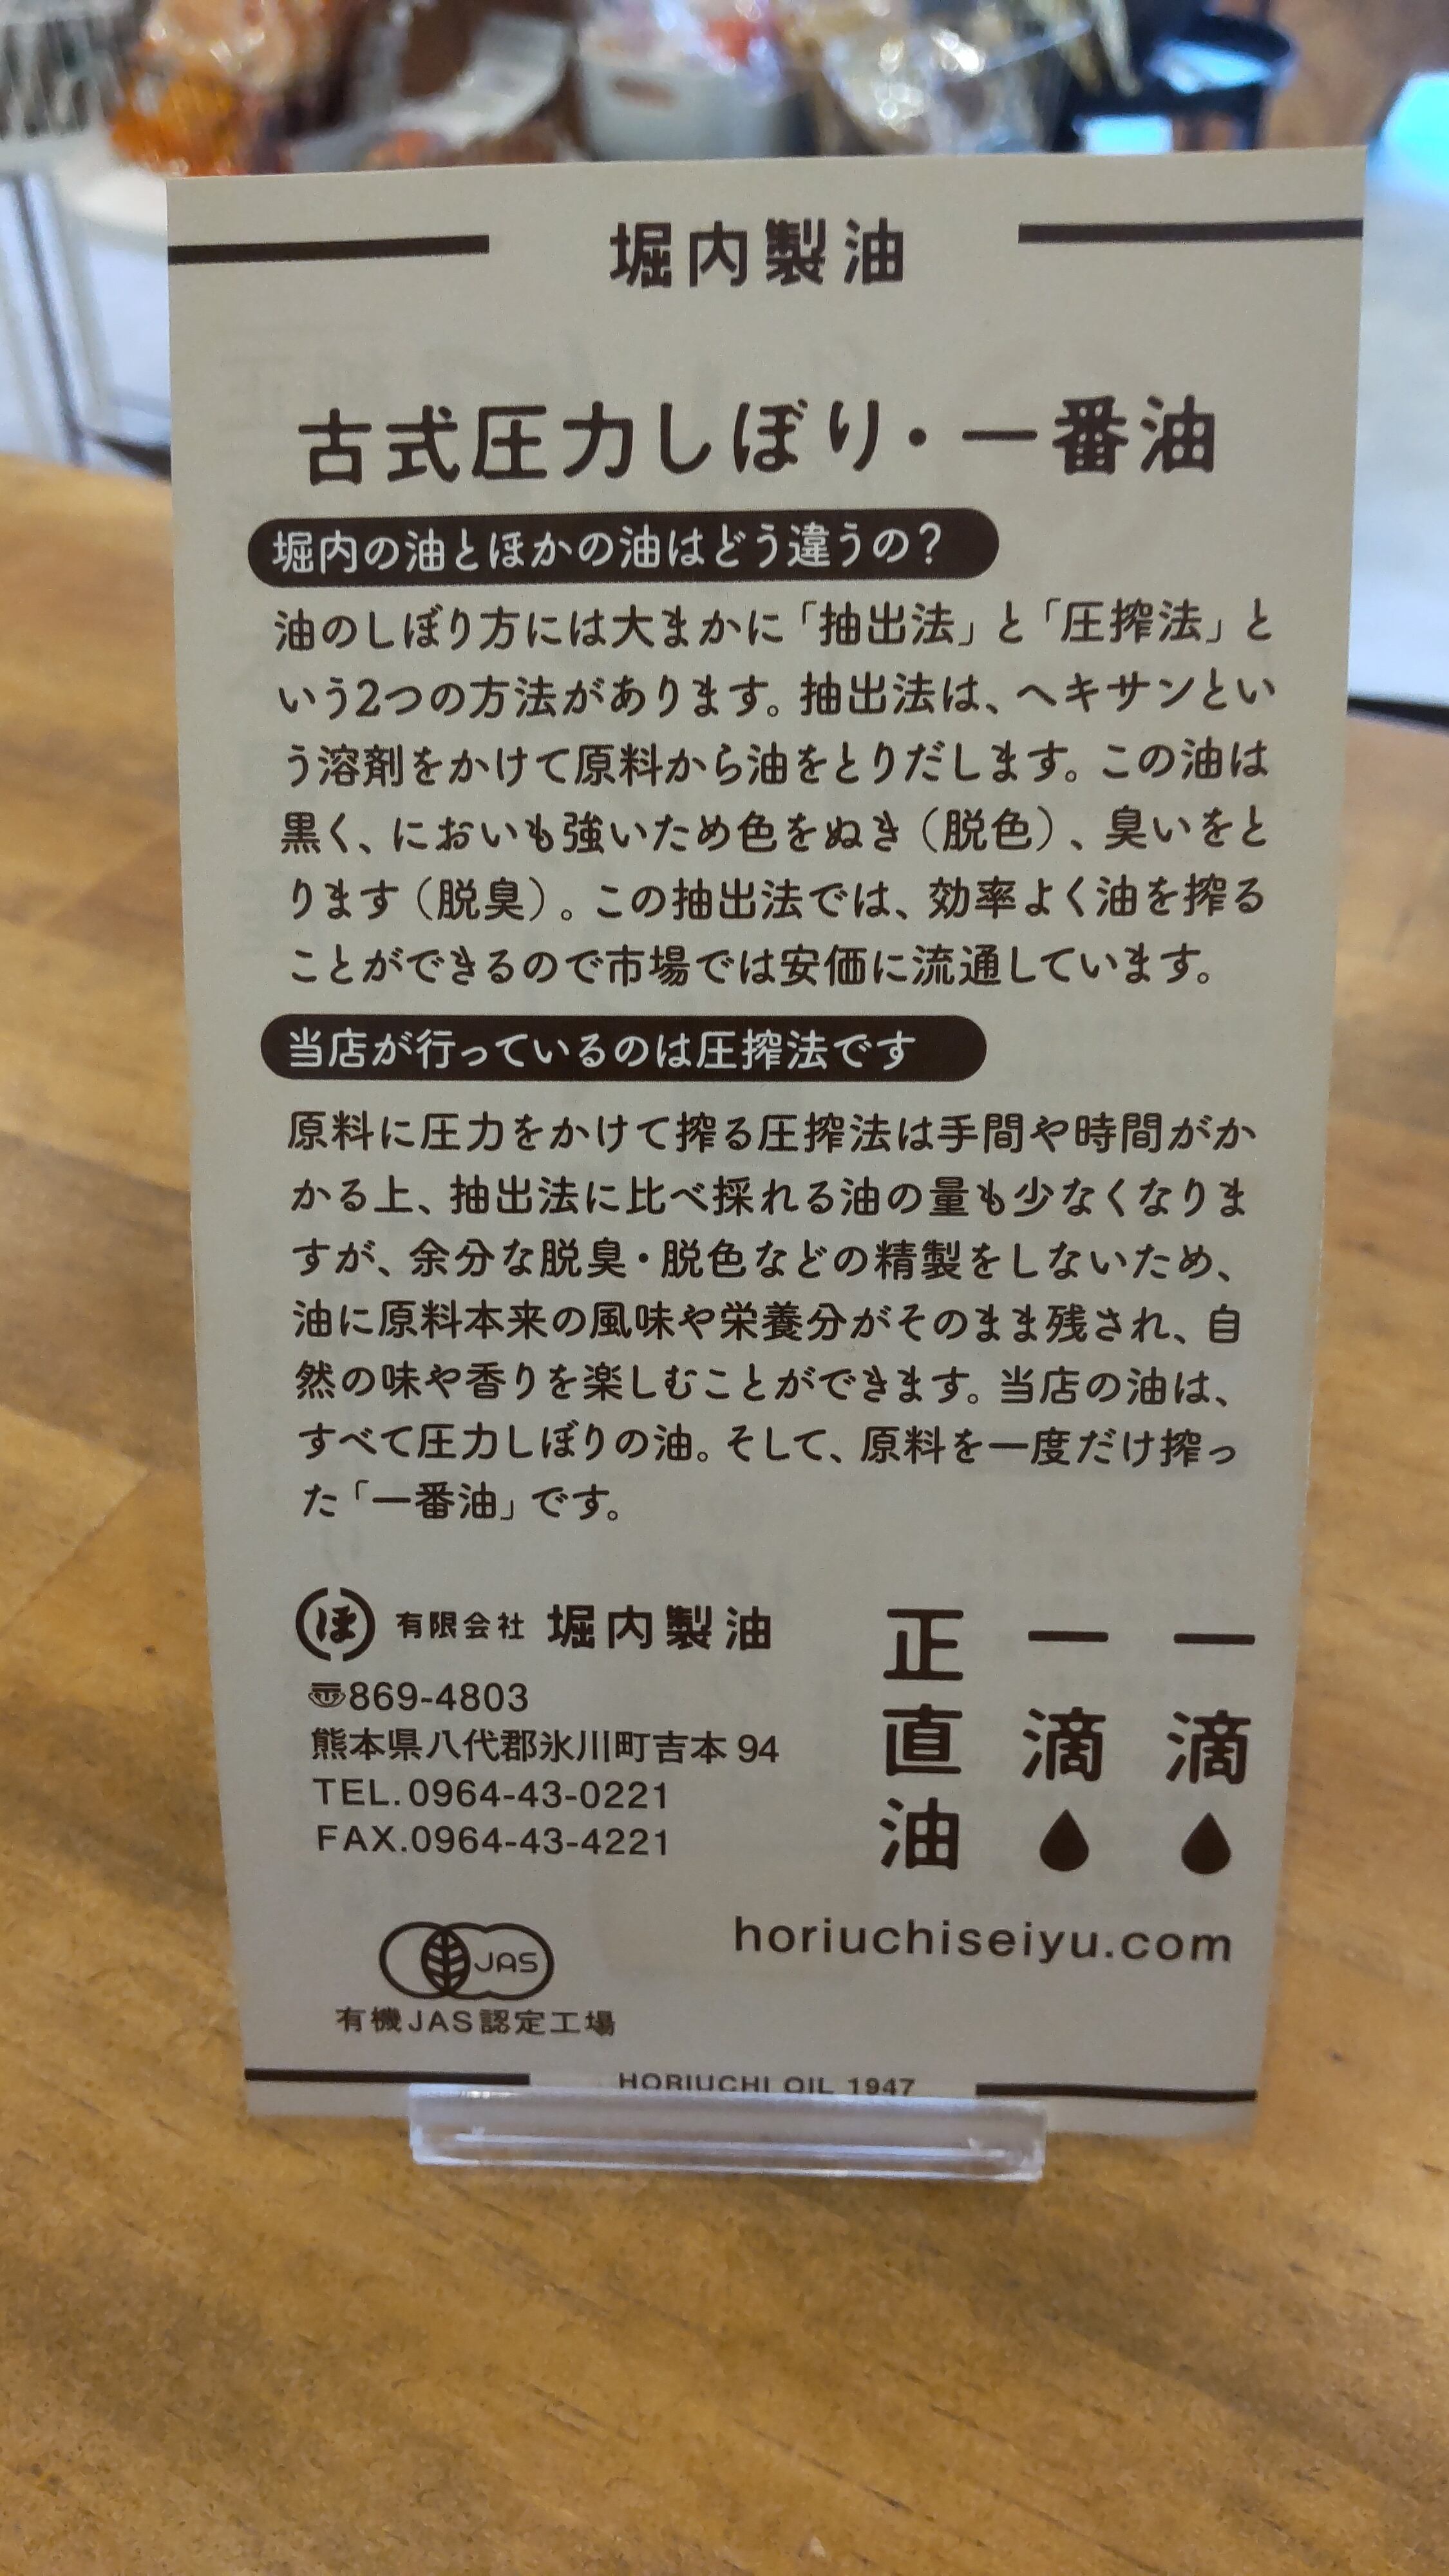 堀内製油
古式圧力しぼり・一番油
堀内の油とほかの油はどう違うの？
油のしぼり方には大まかに「抽出法」と「圧搾法」と
いう2つの方法があります。抽出法は、ヘキサンとい
う溶剤をかけて原料から油をとりだします。この油は
黒く、においも強いため色をぬき（脱色）、臭いをと
ります（脱臭）。この抽出法では、効率よく油を搾る
ことができるので市場では安価に流通しています。
当店が行っているのは圧搾法です
原料に圧力をかけて搾る圧搾法は手間や時間がか
かる上、抽出法に比べ採れる油の量も少なくなりま
すが、余分な脱臭・脱色などの精製をしないため、
油に原料本来の風味や栄養分がそのまま残され、自
然の味や香りを楽しむことができます。当店の油は、
すべて圧力しぼりの油。そして、原料を一度だけ搾っ
た「一番油」です。
ほ 有限会社 堀内製油
〠869-4803
熊本県八代郡氷川町吉本 94
TEL.0964-43-0221
FAX.0964-43-4221
一滴
一滴
正直油
horiuchiseiyu.com
JAS
有機JAS認定工場
HORIUCHI OIL 1947